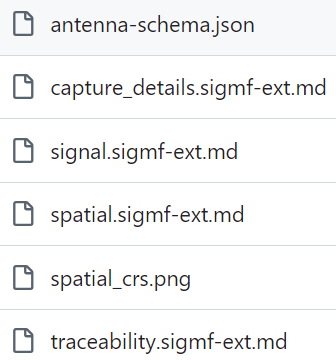 antenna-schema.json
capture_details.sigmf-ext.md
signal.sigmf-ext.md
spatial.sigmf-ext.md
spatial_crs.png
traceability.sigmf-ext.md